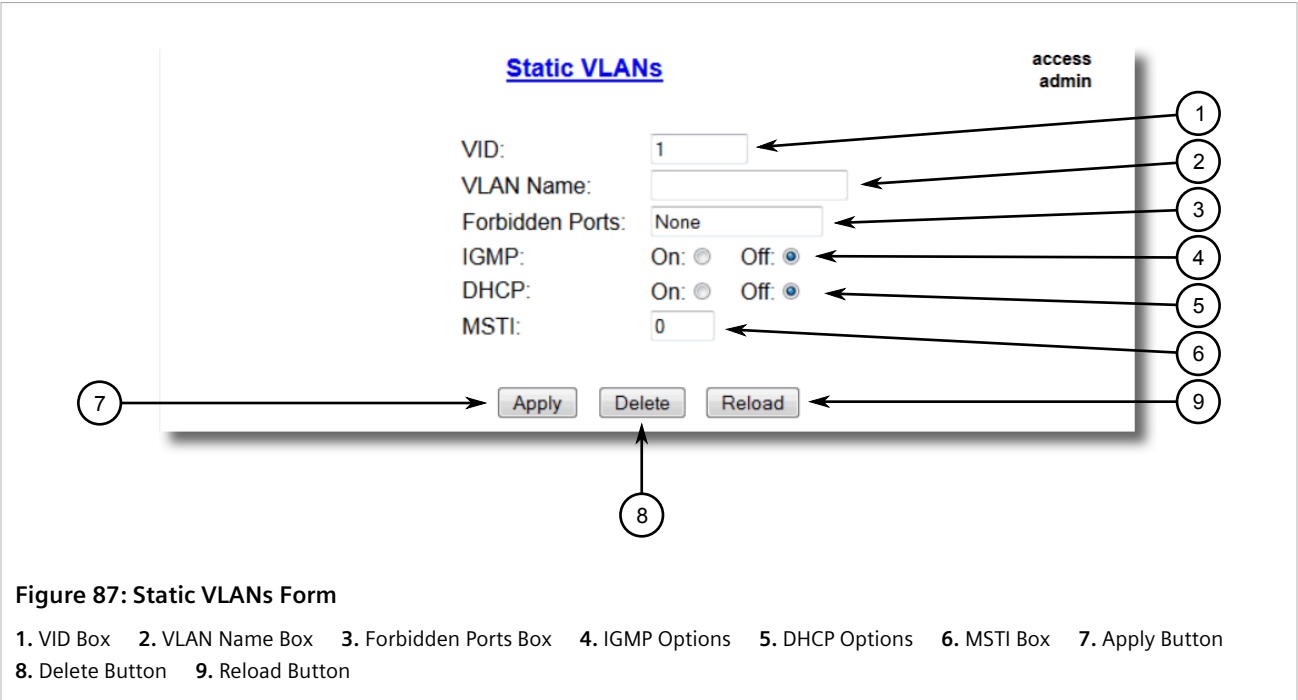 Static VLANs
access
admin
VID: 1
VLAN Name:
Forbidden Ports: None
IGMP: On: Off:
DHCP: On: Off:
MSTI: 0
Apply Delete Reload
1
2
3
4
5
6
7
9
8
Figure 87: Static VLANs Form
1. VID Box 2. VLAN Name Box 3. Forbidden Ports Box 4. IGMP Options 5. DHCP Options 6. MSTI Box 7. Apply Button
8. Delete Button 9. Reload Button